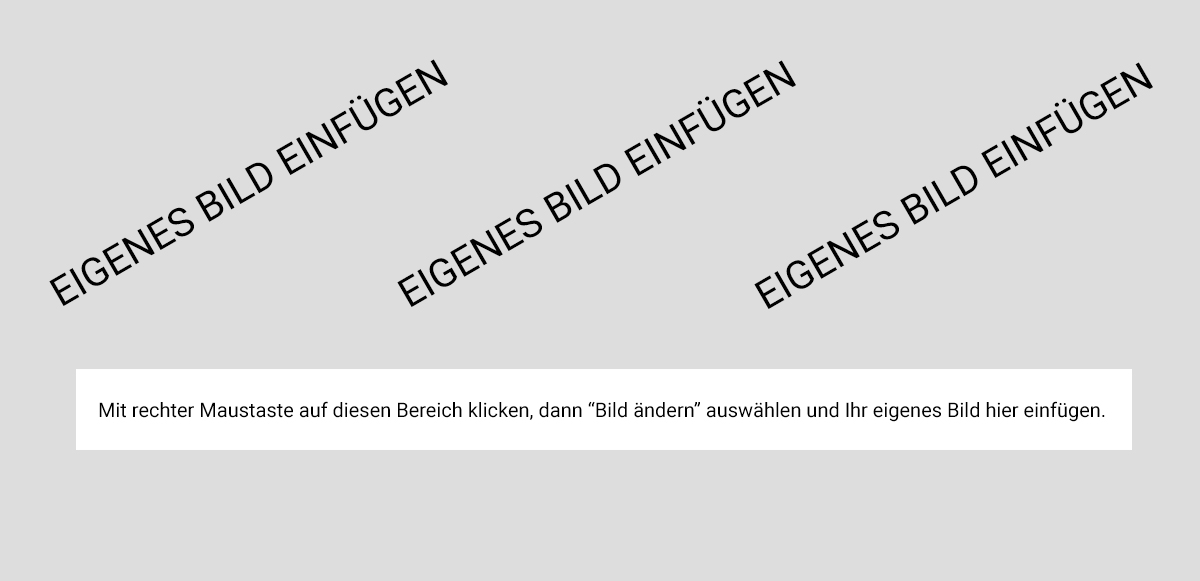 EIGENES BILD EINFÜGEN
EIGENES BILD EINFÜGEN
EIGENES BILD EINFÜGEN
Mit rechter Maustaste auf diesen Bereich klicken, dann “Bild ändern” auswählen und Ihr eigenes Bild hier einfügen.